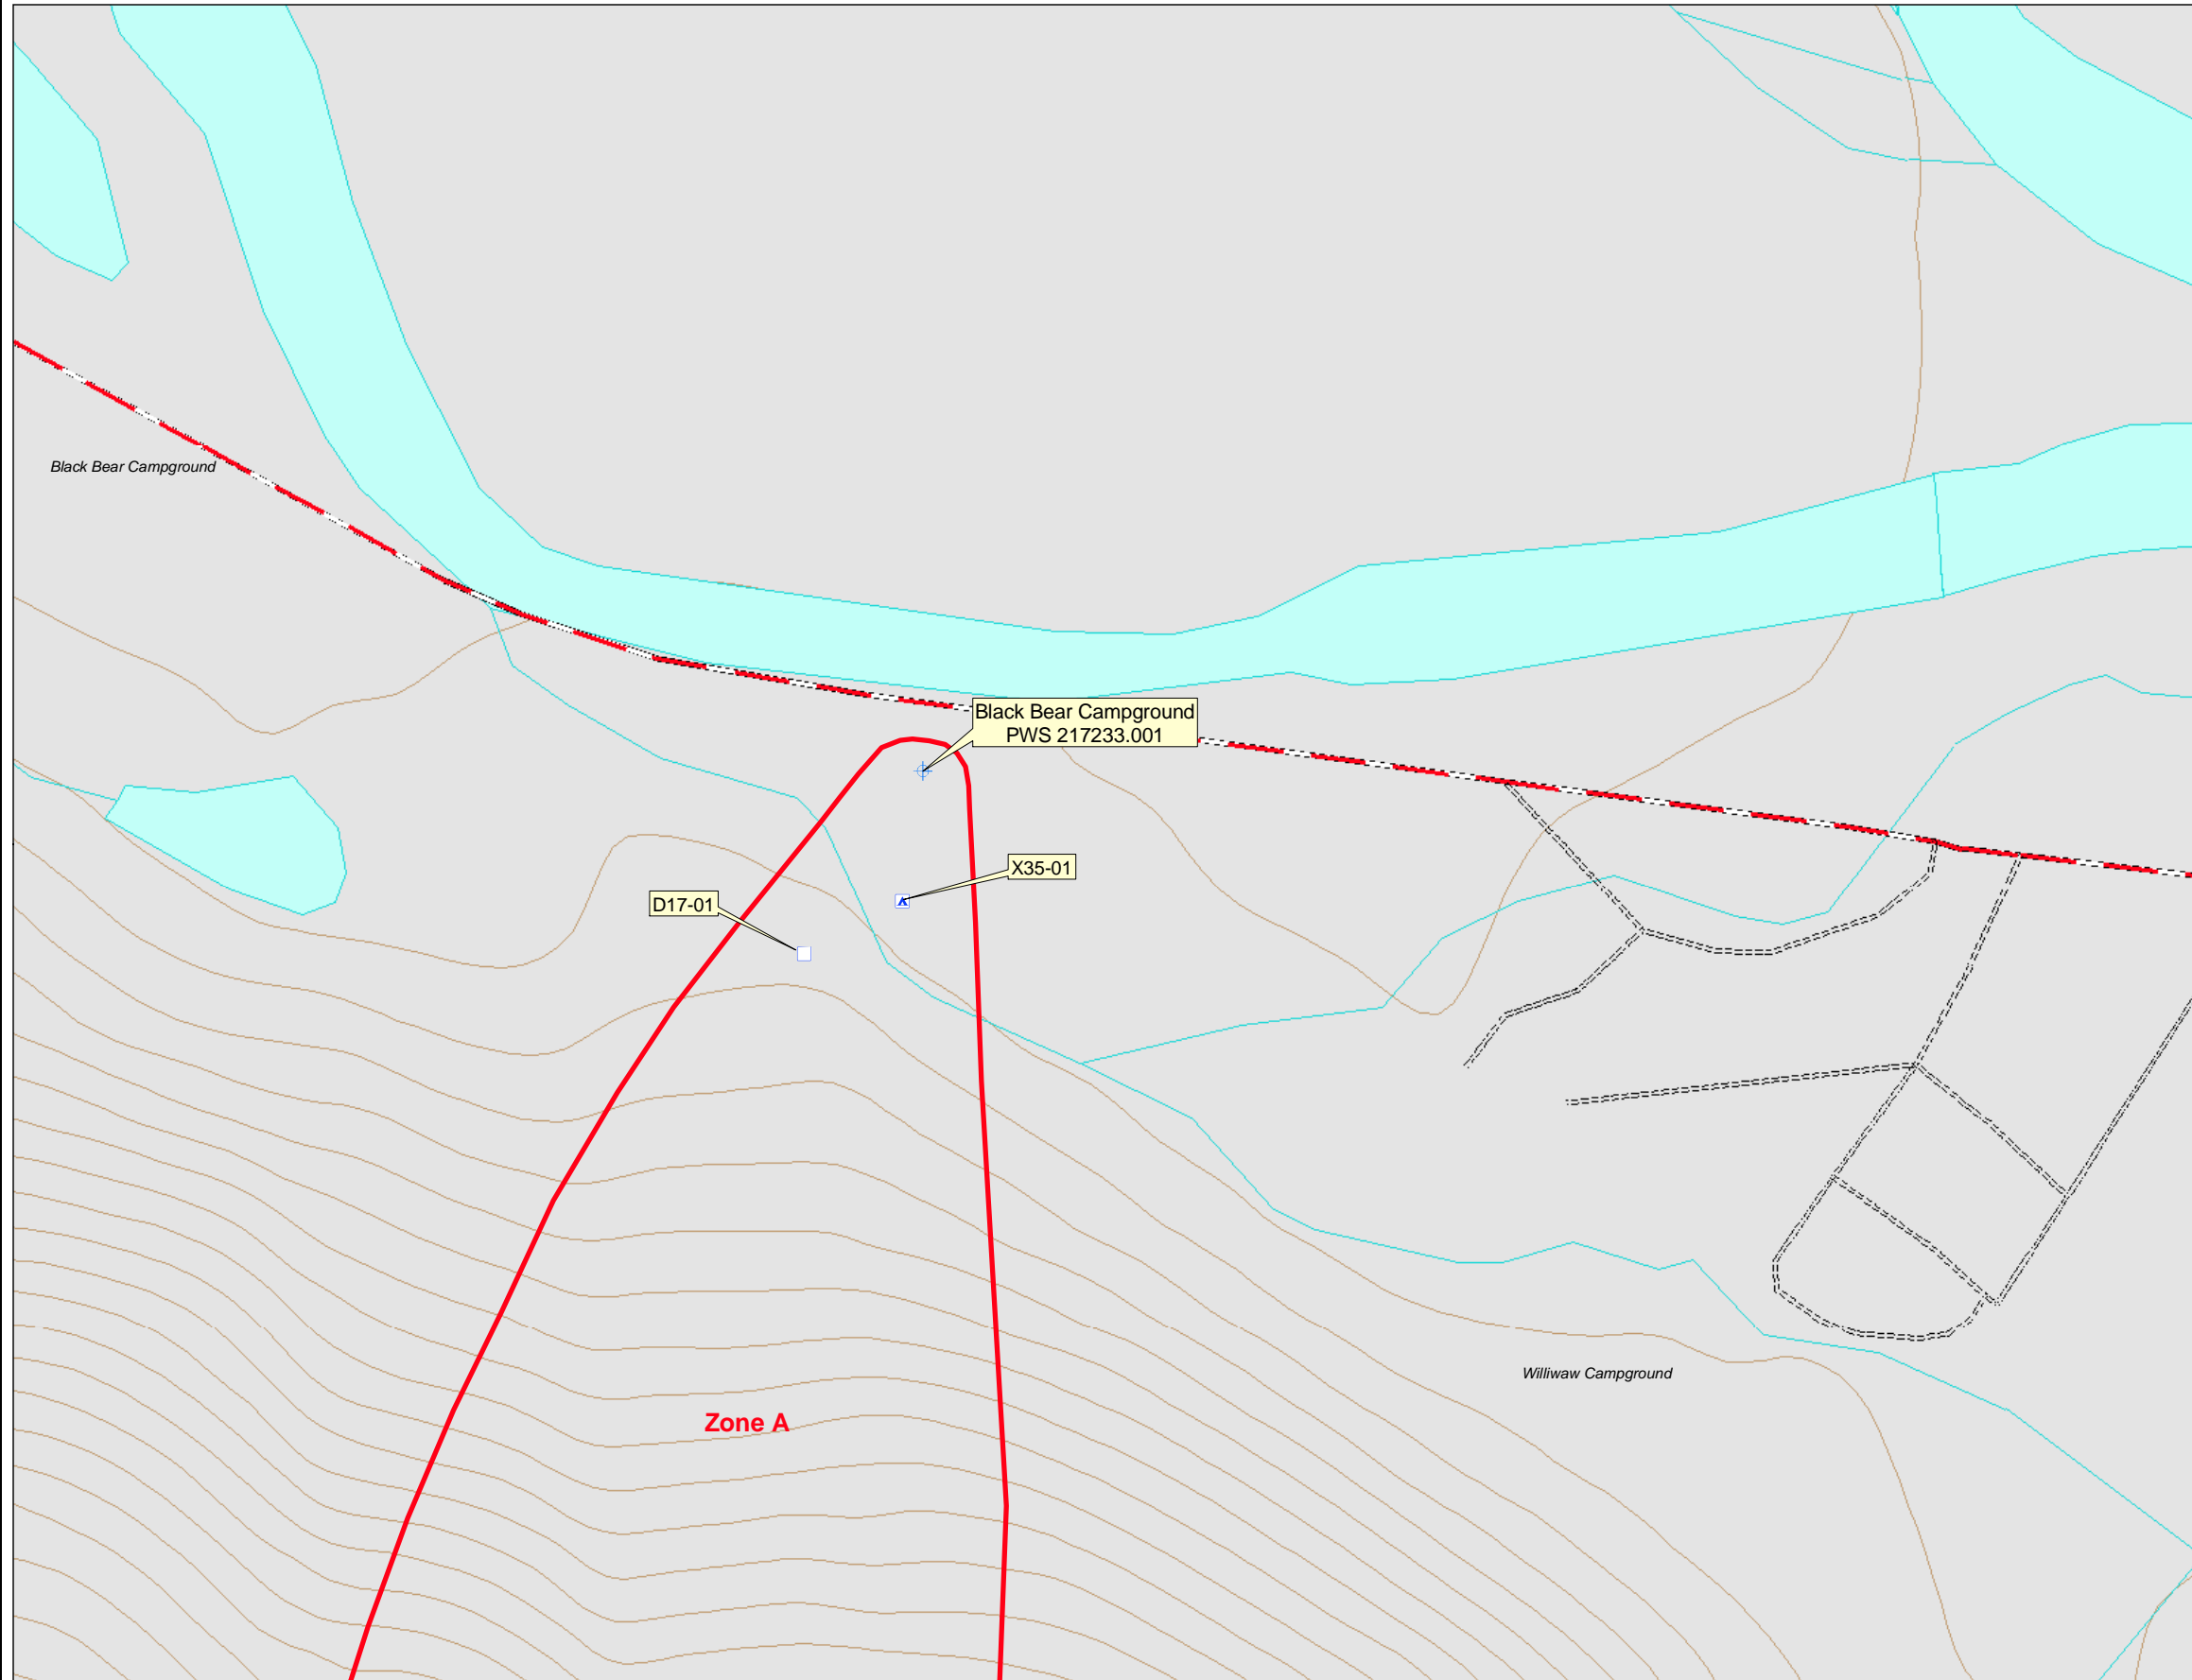 Black Bear Campground
Black Bear Campground
PWS 217233.001
X35-01
D17-01
Williwaw Campground
Zone A